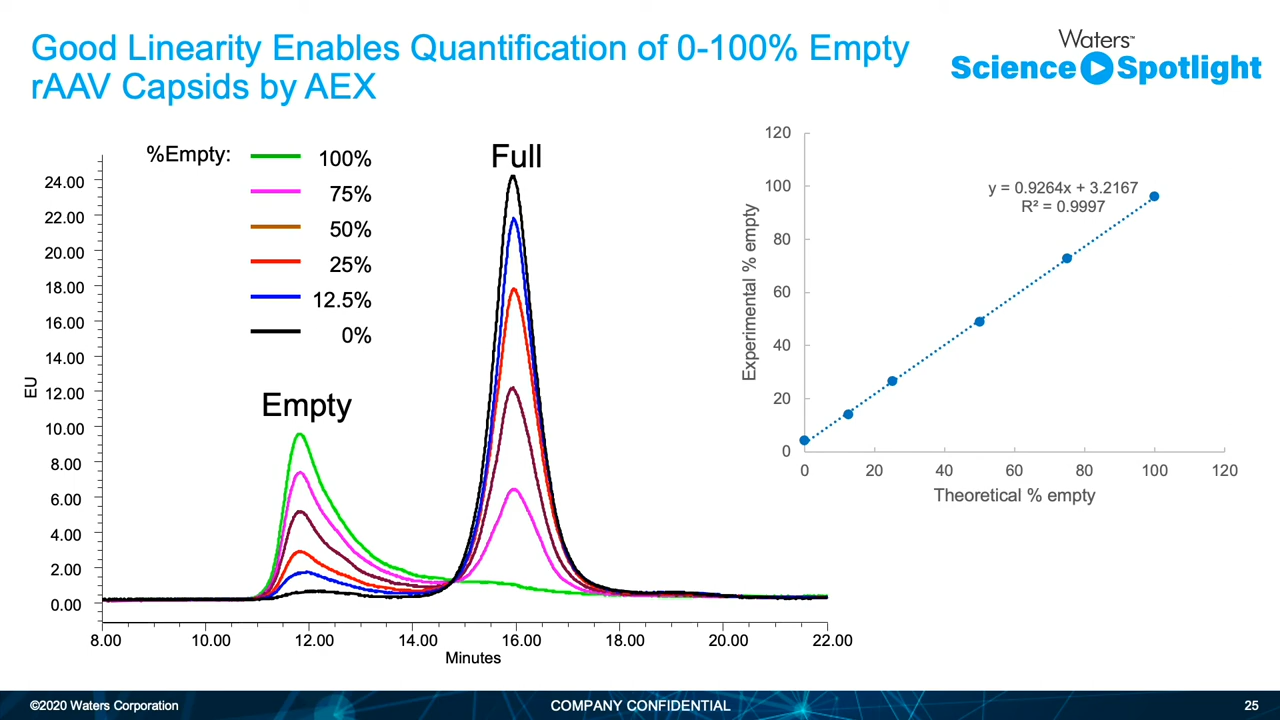 Good Linearity Enables Quantification of 0-100% Empty
rAAV Capsids by AEX
Waters™
Science Spotlight
%Empty:
100%
75%
50%
25%
12.5%
0%
Full
Empty
EU
24.00
22.00
20.00
18.00
16.00
14.00
12.00
10.00
8.00
6.00
4.00
2.00
0.00
8.00 10.00 12.00 14.00 16.00 18.00 20.00 22.00
Minutes
y = 0.9264x + 3.2167
R² = 0.9997
Experimental % empty
120
100
80
60
40
20
0
0 20 40 60 80 100 120
Theoretical % empty
©2020 Waters Corporation
COMPANY CONFIDENTIAL
25